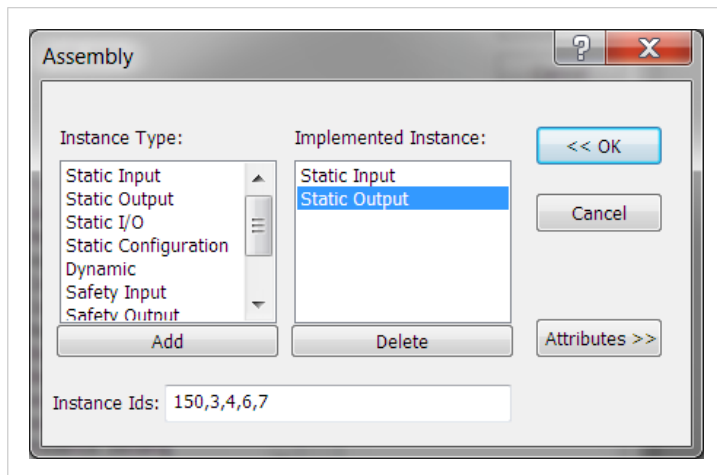 Assembly
Instance Type:
Implemented Instance:
Static Input
Static Output
Static I/O
Static Configuration
Dynamic
Safety Input
Safety Output
Static Input
Static Output
<< OK
Cancel
Add
Delete
Attributes >>
Instance Ids: 150,3,4,6,7